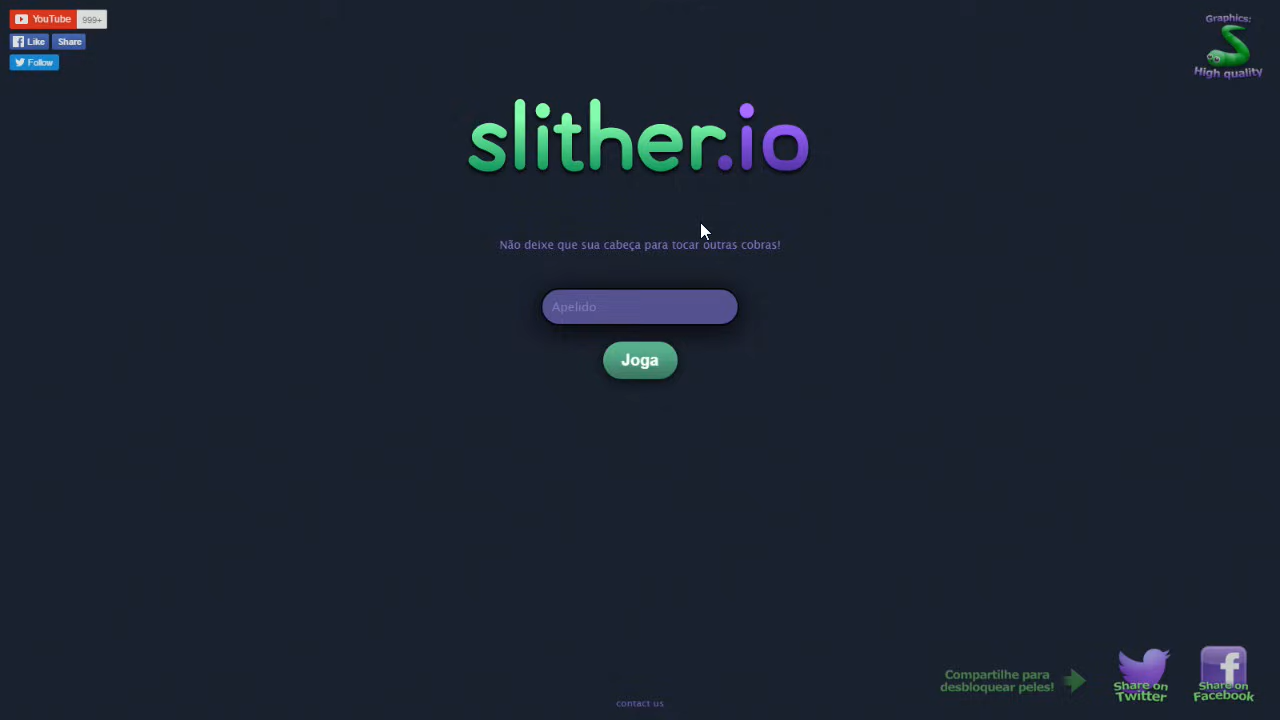 YouTube 999+
Like Share
Follow
Graphics:
High quality
slither.io
Não deixe que sua cabeça para tocar outras cobras!
Apelido
Joga
Compartilhe para
desbloquear peles!
Share on
Twitter
Share on
Facebook
contact us